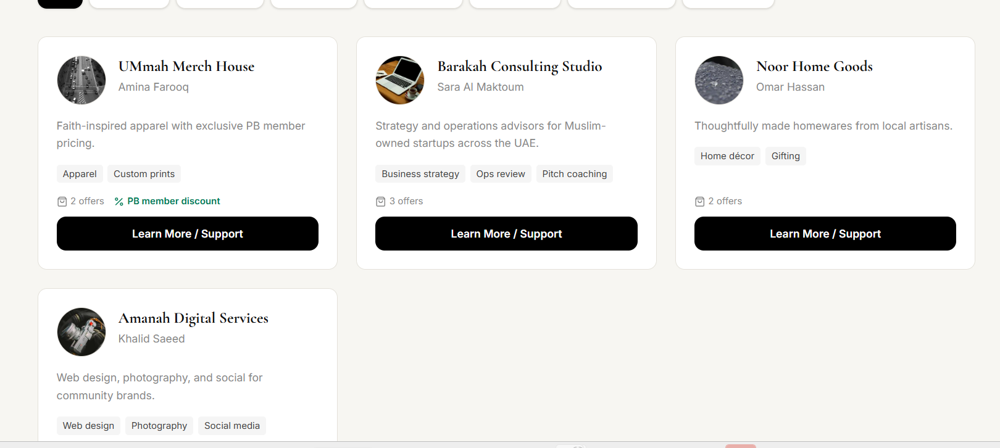 UMmah Merch House
Amina Farooq
Faith-inspired apparel with exclusive PB member
pricing.
Apparel
Custom prints
2 offers
PB member discount
Learn More / Support
Barakah Consulting Studio
Sara Al Maktoum
Strategy and operations advisors for Muslim-
owned startups across the UAE.
Business strategy
Ops review
Pitch coaching
3 offers
Learn More / Support
Noor Home Goods
Omar Hassan
Thoughtfully made homewares from local artisans.
Home décor
Gifting
2 offers
Learn More / Support
Amanah Digital Services
Khalid Saeed
Web design, photography, and social for
community brands.
Web design
Photography
Social media